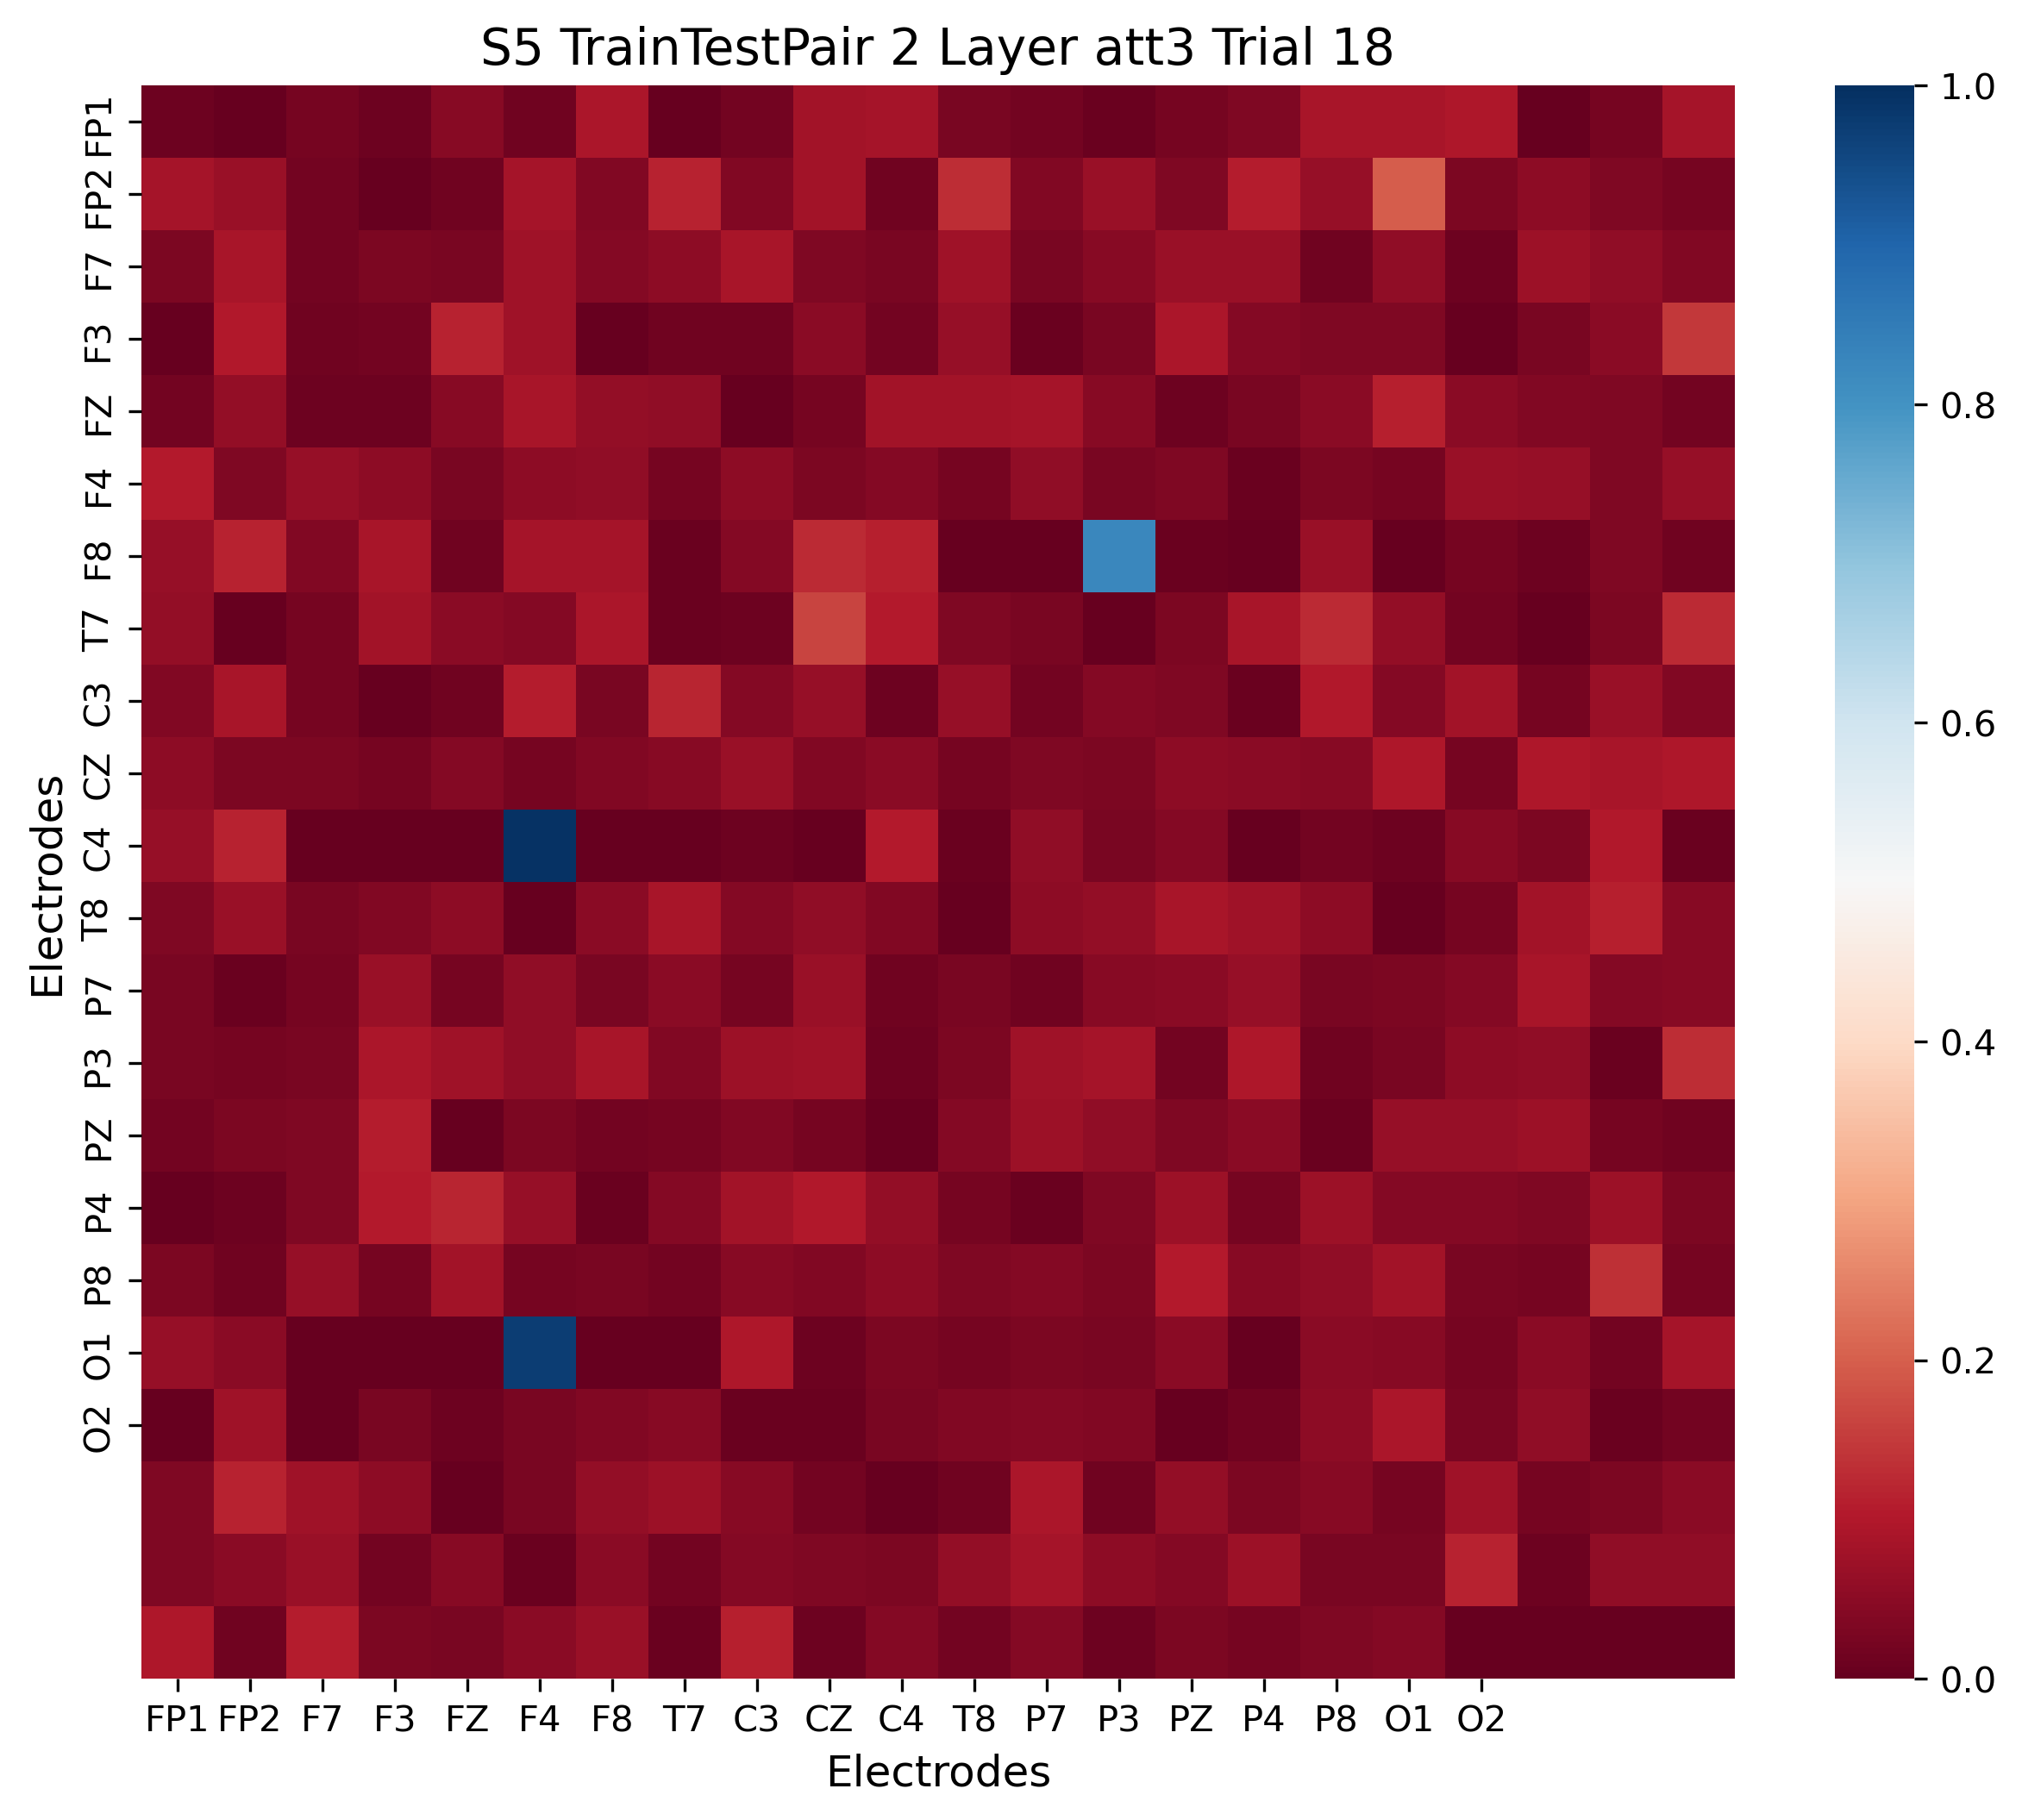 S5 TrainTestPair 2 Layer att3 Trial 18
FP1
FP2
F7
F3
FZ
F4
F8
T7
C3
CZ
C4
T8
P7
P3
PZ
P4
P8
O1
O2
Electrodes
FP1 FP2 F7 F3 FZ F4 F8 T7 C3 CZ C4 T8 P7 P3 PZ P4 P8 O1 O2
Electrodes
1.0
0.8
0.6
0.4
0.2
0.0